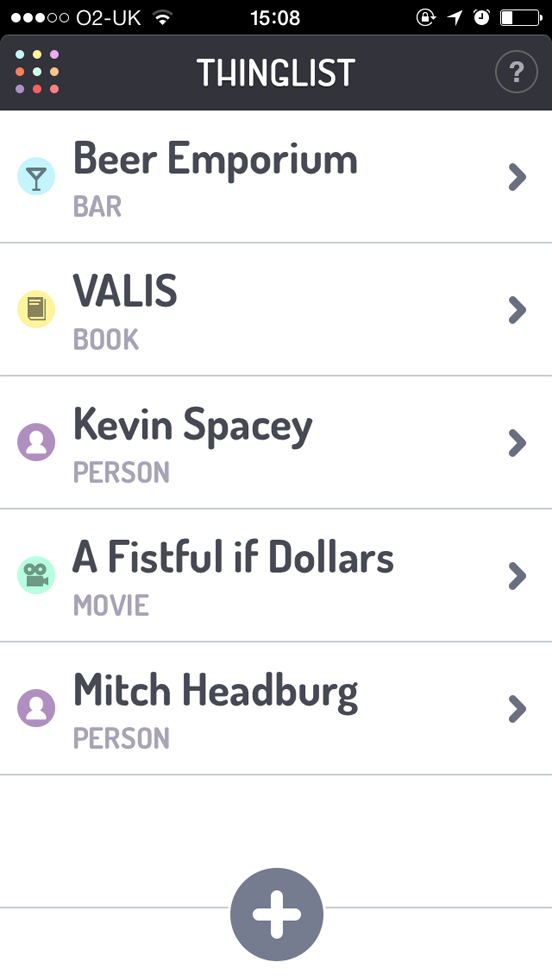 O2-UK 15:08
THINGLIST ?
Beer Emporium
BAR
VALIS
BOOK
Kevin Spacey
PERSON
A Fistful if Dollars
MOVIE
Mitch Headburg
PERSON